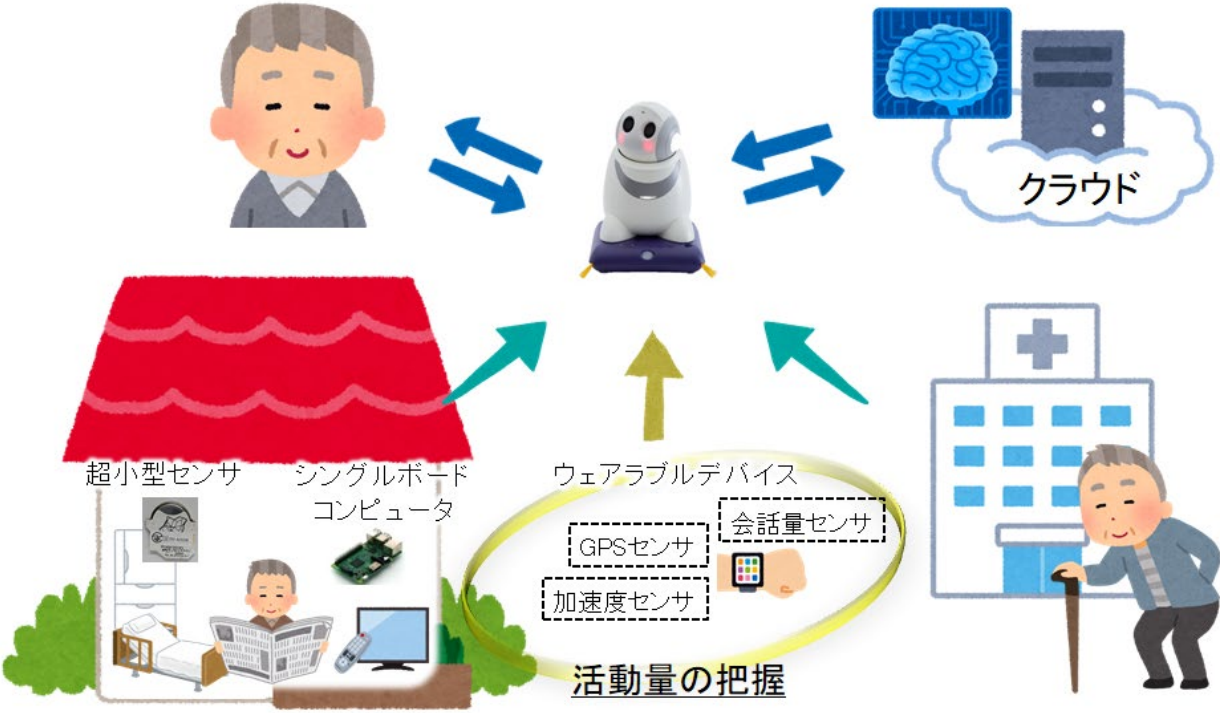 クラウド
超小型センサ
シングルボード
コンピュータ
ウェアラブルデバイス
会話量センサ
GPSセンサ
加速度センサ
活動量の把握